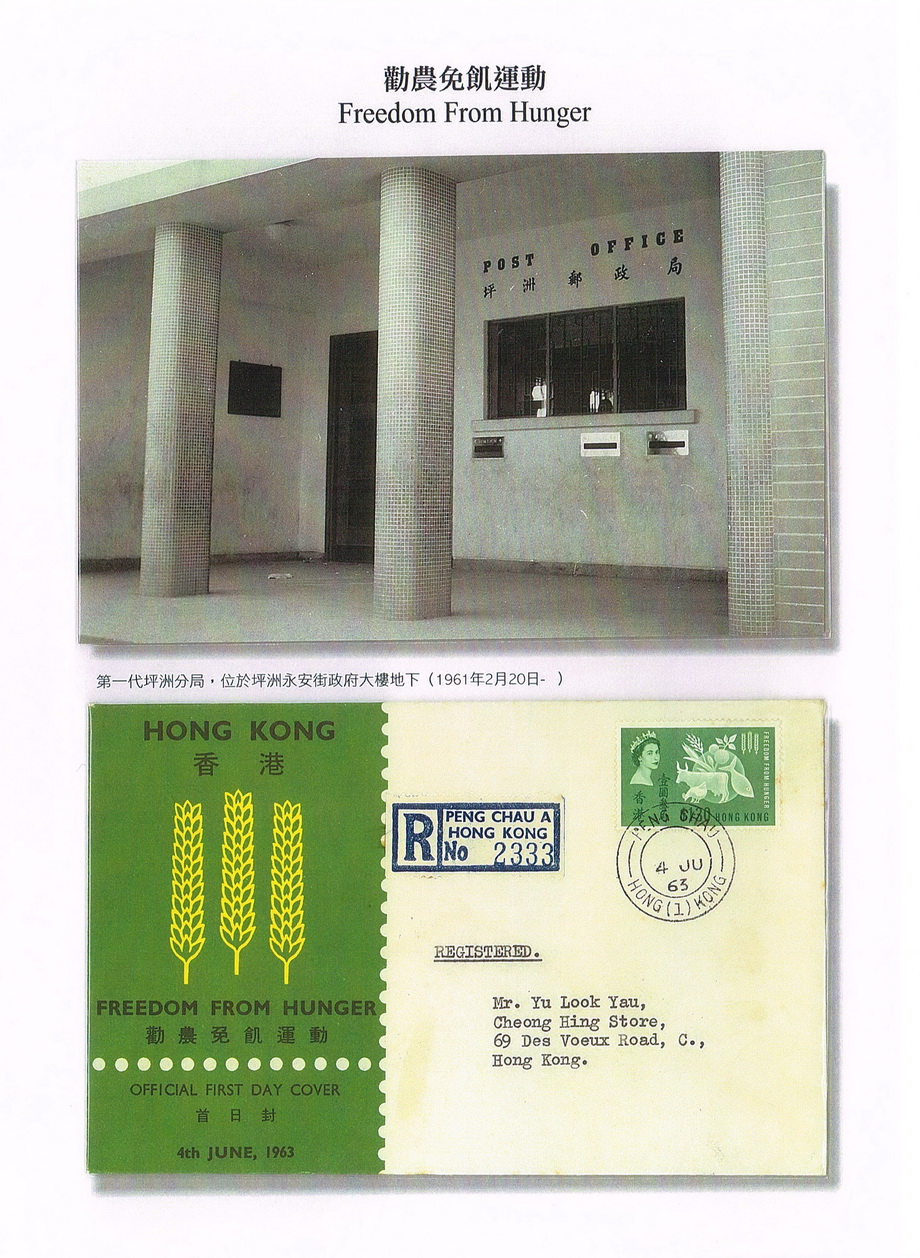 勸農免飢運動
Freedom From Hunger
POST OFFICE
坪洲郵政局
第一代坪洲分局，位於坪洲永安街政府大樓地下（1961年2月20日- ）
HONG KONG
香港
FREEDOM FROM HUNGER
勸農免飢運動
OFFICIAL FIRST DAY COVER
首日封
4th JUNE, 1963
R
PENG CHAU A
HONG KONG
No 2333
FREEDOM FROM HUNGER
香港
$1.30 HONG KONG
PENG CHAU
4 JU
63
HONG (1) KONG
REGISTERED.
Mr. Yu Look Yau,
Cheong Hing Store,
69 Des Voeux Road, C.,
Hong Kong.